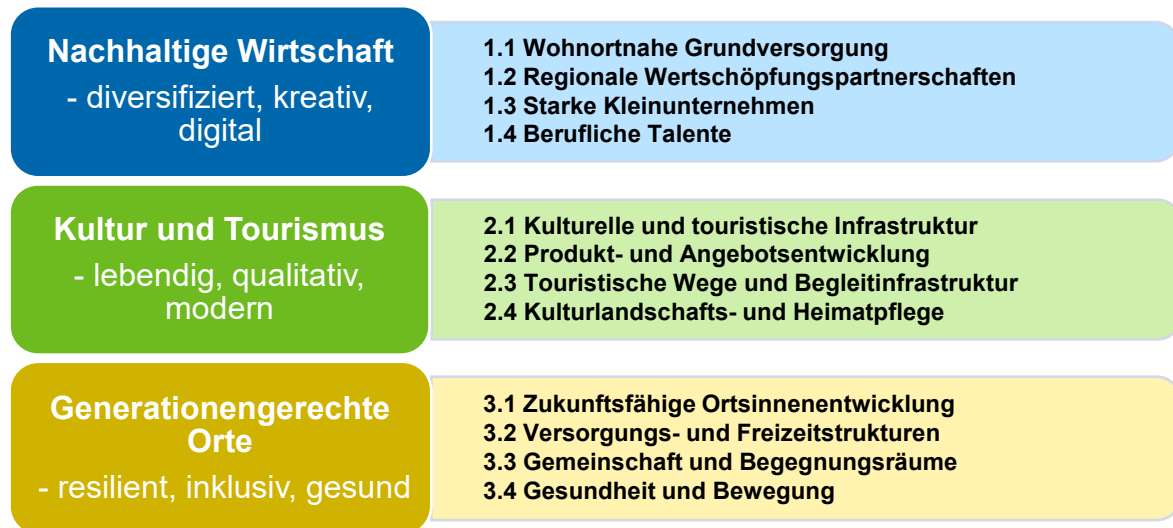 Nachhaltige Wirtschaft
- diversifiziert, kreativ,
digital
1.1 Wohnortnahe Grundversorgung
1.2 Regionale Wertschöpfungspartnerschaften
1.3 Starke Kleinunternehmen
1.4 Berufliche Talente
Kultur und Tourismus
- lebendig, qualitativ,
modern
2.1 Kulturelle und touristische Infrastruktur
2.2 Produkt- und Angebotsentwicklung
2.3 Touristische Wege und Begleitinfrastruktur
2.4 Kulturlandschafts- und Heimatpflege
Generationengerechte
Orte
- resilient, inklusiv, gesund
3.1 Zukunftsfähige Ortsinnenentwicklung
3.2 Versorgungs- und Freizeitstrukturen
3.3 Gemeinschaft und Begegnungsräume
3.4 Gesundheit und Bewegung